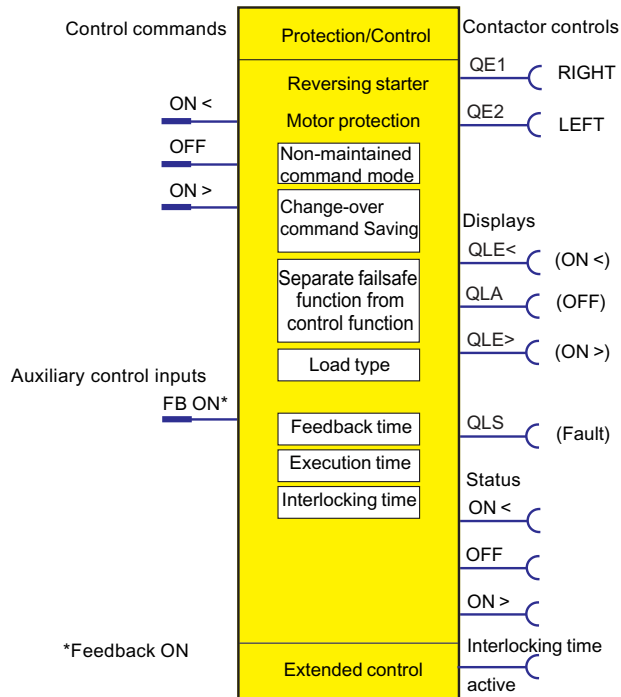 Control commands
Protection/Control
Contactor controls
Reversing starter
QE1
RIGHT
ON <
Motor protection
QE2
LEFT
OFF
Non-maintained
command mode
ON >
Change-over
command Saving
Displays
QLE<
(ON <)
Separate failsafe
function from
control function
QLA
(OFF)
QLE>
(ON >)
Load type
Auxiliary control inputs
FB ON*
Feedback time
QLS
(Fault)
Execution time
Status
Interlocking time
ON <
OFF
ON >
*Feedback ON
Extended control
Interlocking time
active